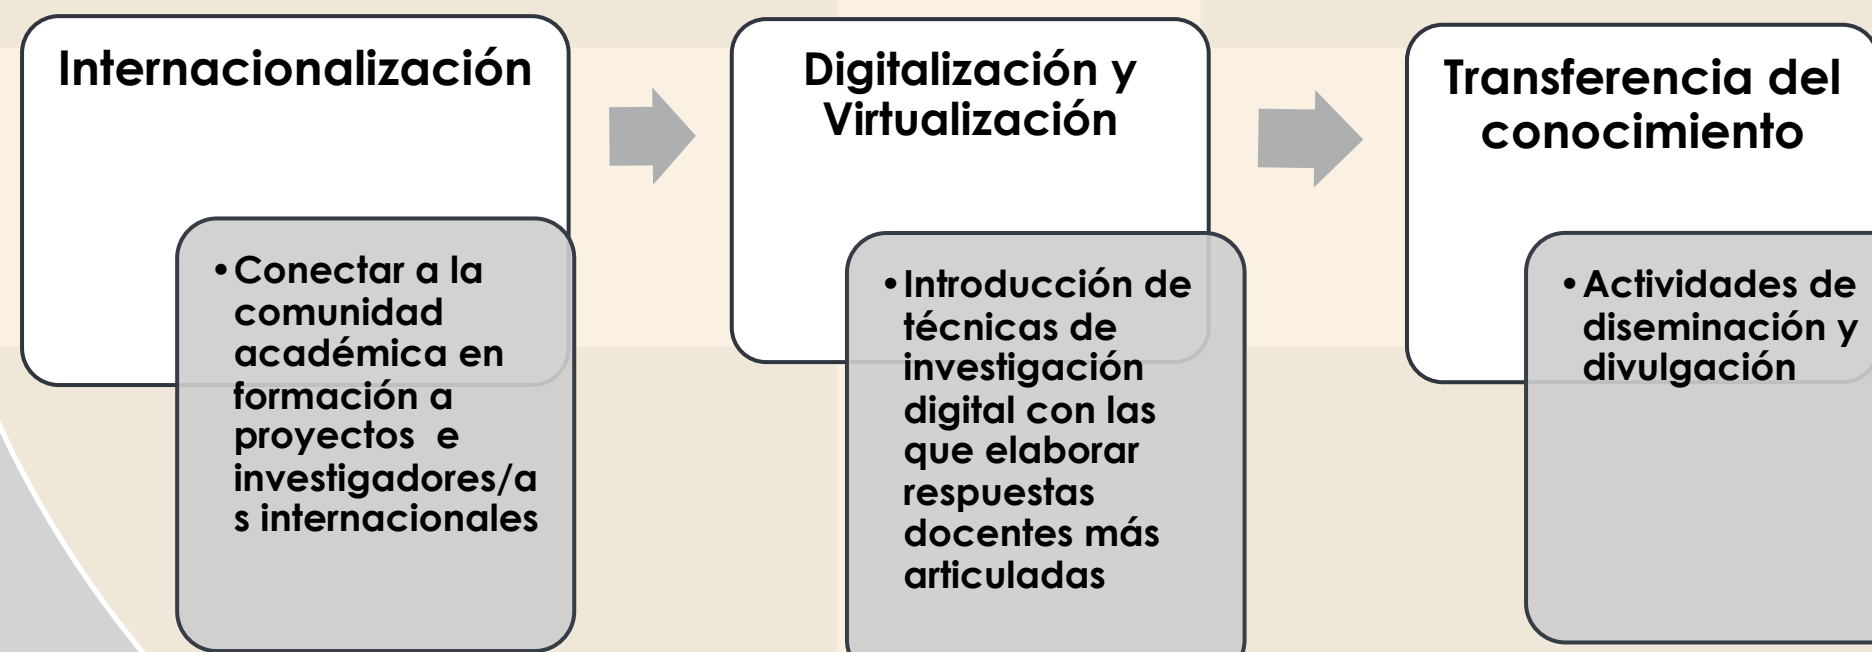 Internacionalización
• Conectar a la
comunidad
académica en
formación a
proyectos e
investigadores/a
s internacionales
Digitalización y
Virtualización
• Introducción de
técnicas de
investigación
digital con las
que elaborar
respuestas
docentes más
articuladas
Transferencia del
conocimiento
• Actividades de
diseminación y
divulgación